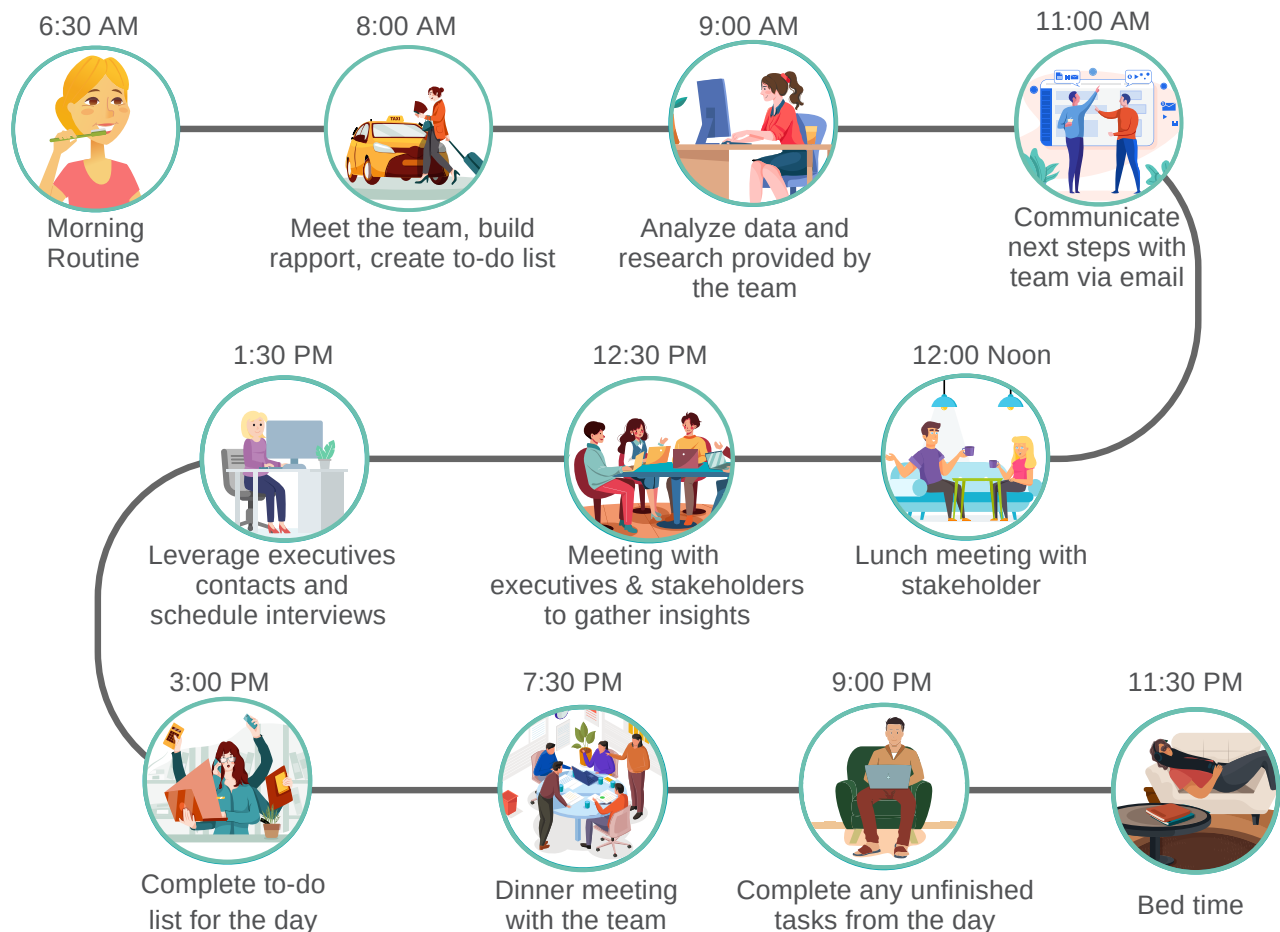 6:30 AM
Morning
Routine
8:00 AM
TAXI
Meet the team, build
rapport, create to-do list
9:00 AM
Analyze data and
research provided by
the team
11:00 AM
Communicate
next steps with
team via email
12:00 Noon
Lunch meeting with
stakeholder
12:30 PM
Meeting with
executives & stakeholders
to gather insights
1:30 PM
Leverage executives
contacts and
schedule interviews
3:00 PM
Complete to-do
list for the day
7:30 PM
Dinner meeting
with the team
9:00 PM
Complete any unfinished
tasks from the day
11:30 PM
Bed time